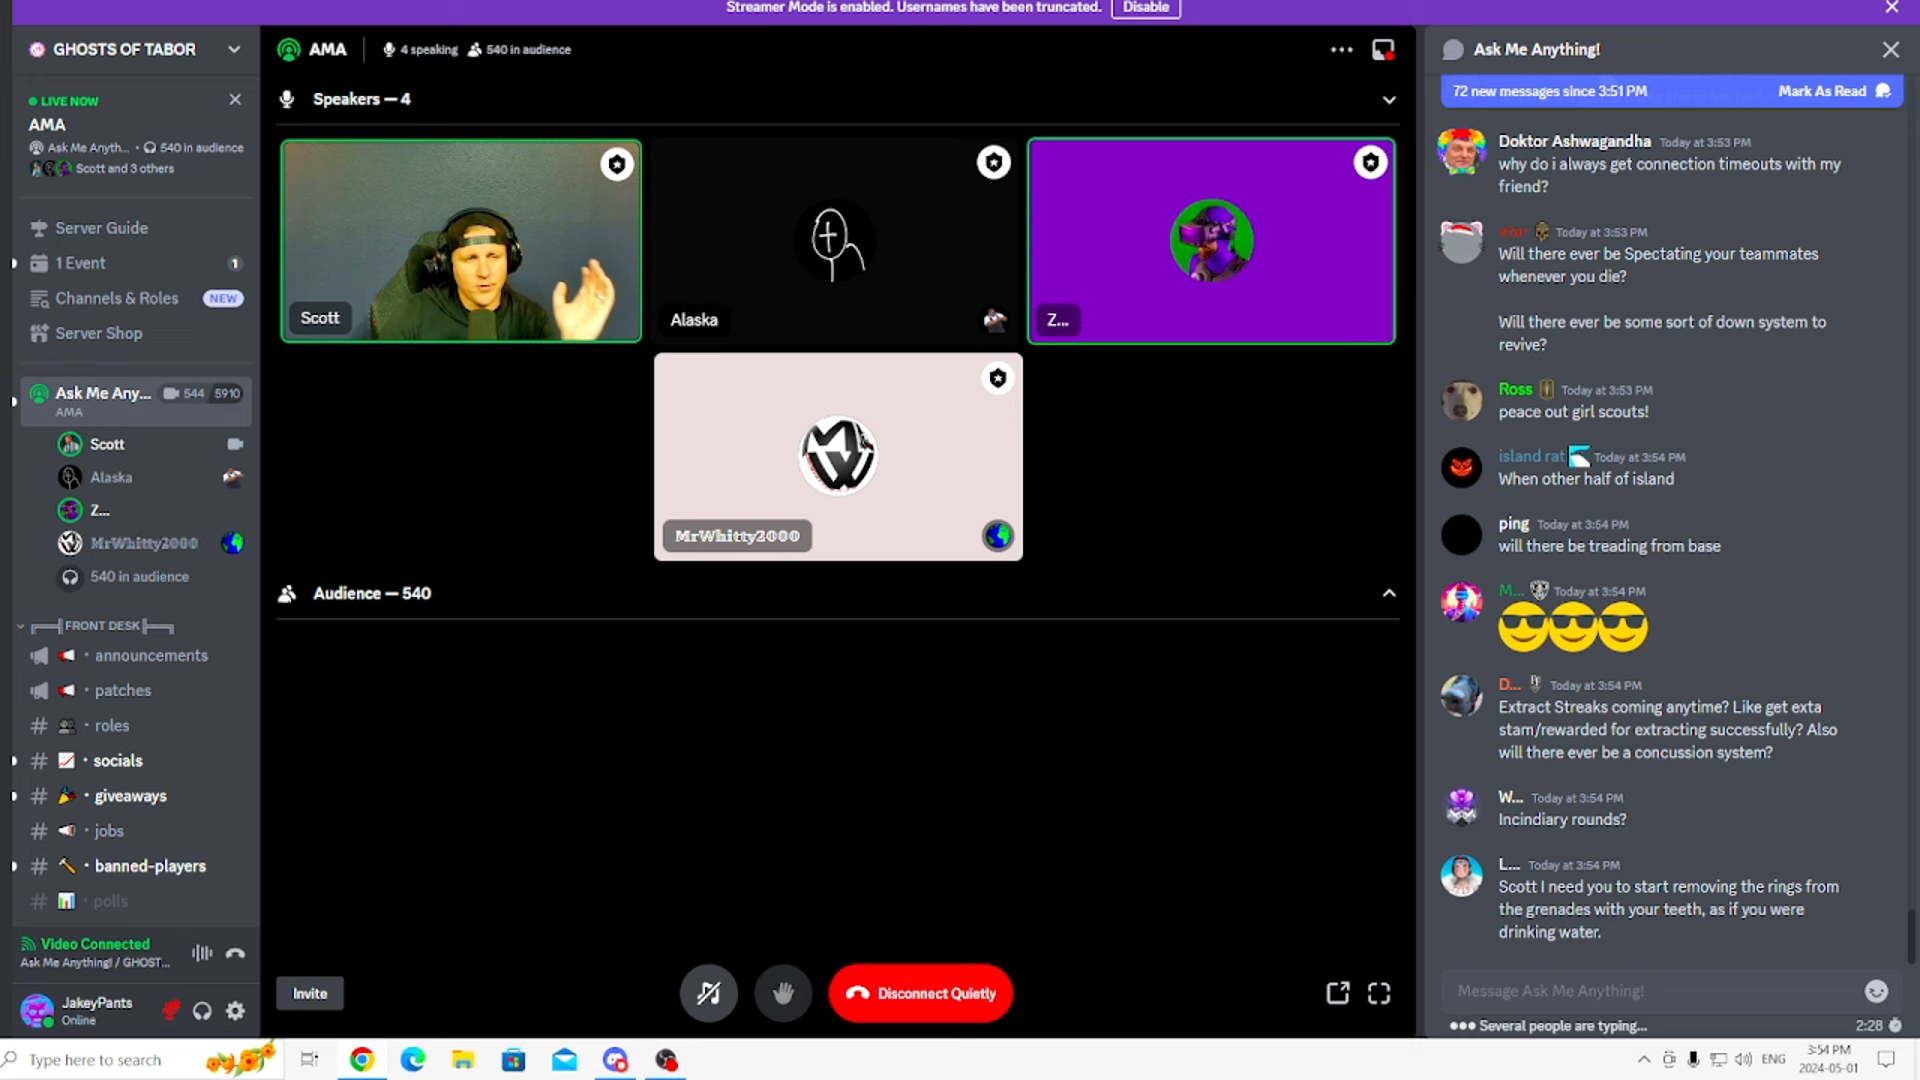 Streamer Mode is enabled. Usernames have been truncated. Disable
GHOSTS OF TABOR
LIVE NOW
AMA
Ask Me Anyth... • 540 in audience
Scott and 3 others
Server Guide
1 Event 1
Channels & Roles NEW
Server Shop
Ask Me Any... 544 5910
AMA
Scott
Alaska
Z...
MrWhitty2000
540 in audience
FRONT DESK
announcements
patches
roles
socials
giveaways
jobs
banned-players
polls
Video Connected
Ask Me Anything! / GHOST...
JakeyPants
Online
AMA 4 speaking 540 in audience
Speakers — 4
Scott
Alaska
Z...
MrWhitty2000
Audience — 540
Invite
Disconnect Quietly
Ask Me Anything!
72 new messages since 3:51 PM Mark As Read
Doktor Ashwagandha Today at 3:53 PM
why do i always get connection timeouts with my
friend?
Today at 3:53 PM
Will there ever be Spectating your teammates
whenever you die?
Will there ever be some sort of down system to
revive?
Ross Today at 3:53 PM
peace out girl scouts!
island rat Today at 3:54 PM
When other half of island
ping Today at 3:54 PM
will there be treading from base
M... Today at 3:54 PM
D... Today at 3:54 PM
Extract Streaks coming anytime? Like get exta
stam/rewarded for extracting successfully? Also
will there ever be a concussion system?
W... Today at 3:54 PM
Incindiary rounds?
L... Today at 3:54 PM
Scott I need you to start removing the rings from
the grenades with your teeth, as if you were
drinking water.
Message Ask Me Anything!
Several people are typing... 2:28
Type here to search
ENG
3:54 PM
2024-05-01